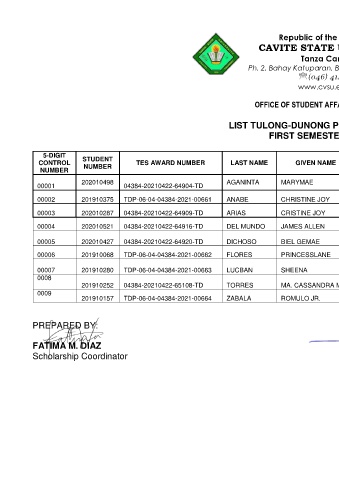 Republic of the
CAVITE STATE
Tanza Ca
Ph. 2, Bahay Katuparan, B
(046) 41
www.cvsu.e
OFFICE OF STUDENT AFFA
LIST TULONG-DUNONG P
FIRST SEMESTE
5-DIGIT CONTROL NUMBER STUDENT NUMBER TES AWARD NUMBER LAST NAME GIVEN NAME
00001 202010498 04384-20210422-64904-TD AGANINTA MARYMAE
00002 201910375 TDP-06-04-04384-2021-00661 ANABE CHRISTINE JOY
00003 202010287 04384-20210422-64909-TD ARIAS CRISTINE JOY
00004 202010521 04384-20210422-64916-TD DEL MUNDO JAMES ALLEN
00005 202010427 04384-20210422-64920-TD DICHOSO BIEL GEMAE
00006 201910068 TDP-06-04-04384-2021-00662 FLORES PRINCESSLANE
00007 201910280 TDP-06-04-04384-2021-00663 LUCBAN SHEENA
0008 202010252 04384-20210422-65108-TD TORRES MA. CASSANDRA M
0009 201910157 TDP-06-04-04384-2021-00664 ZABALA ROMULO JR.
PREPARED BY:
FATIMA M. DIAZ
Scholarship Coordinator